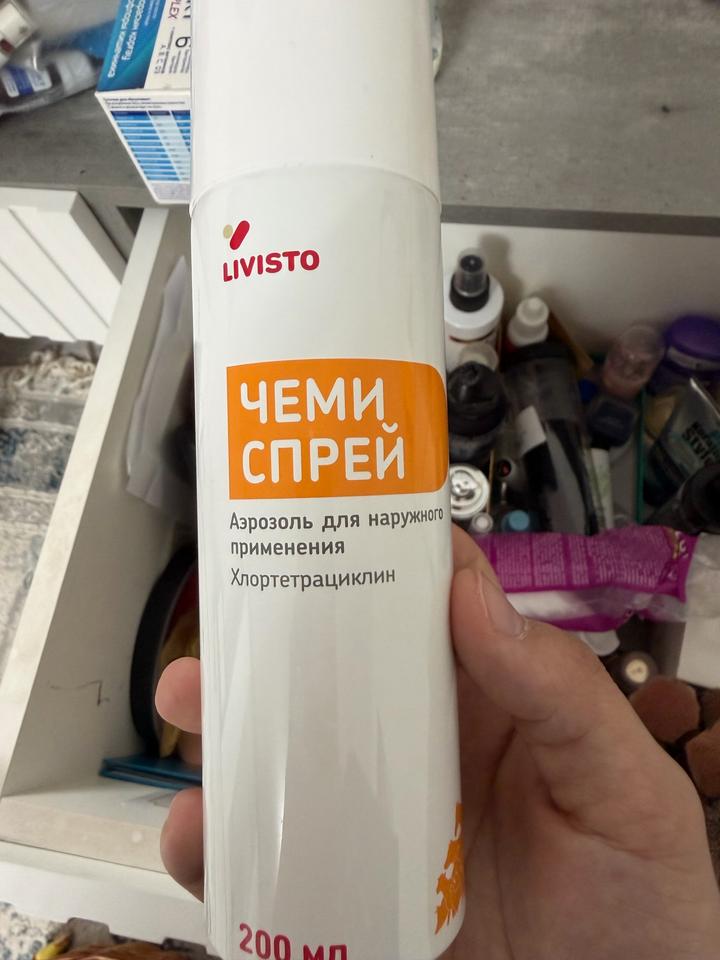 LIVISTO
ЧЕМИ
СПРЕЙ
Аэрозоль для наружного
применения
Хлортетрациклин
200 мл